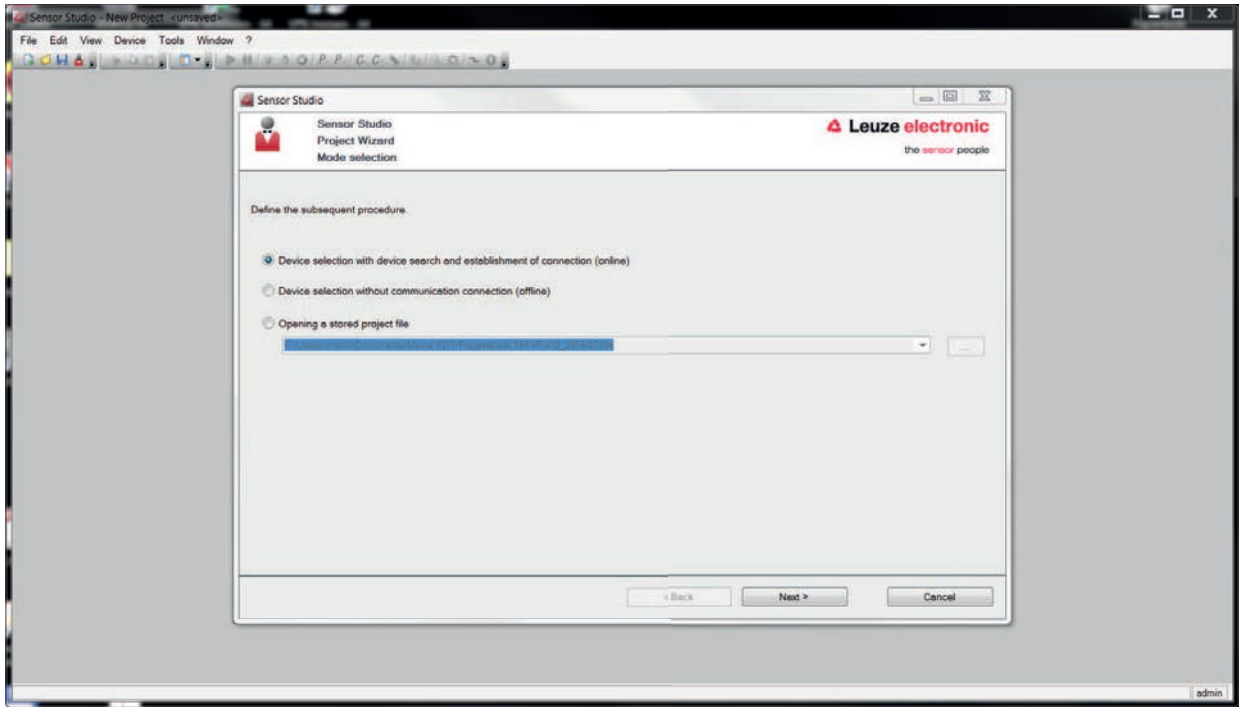 Sensor Studio - New Project <unsaved>
File Edit View Device Tools Window ?
Sensor Studio
Sensor Studio
Project Wizard
Mode selection
Leuze electronic
the sensor people
Define the subsequent procedure.
Device selection with device search and establishment of connection (online)
Device selection without communication connection (offline)
Opening a stored project file
...
< Back
Next >
Cancel
admin